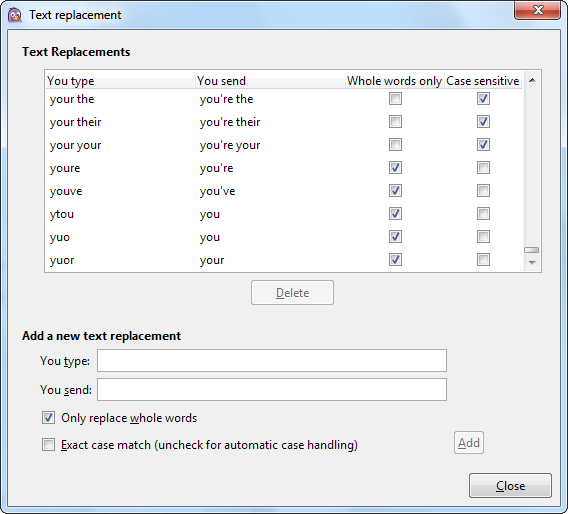 Text replacement
Text Replacements
You type You send Whole words only Case sensitive
your the you're the
your their you're their
your your you're your
youre you're
youve you've
ytou you
yuo you
yuor your
Delete
Add a new text replacement
You type:
You send:
Only replace whole words
Exact case match (uncheck for automatic case handling)
Add
Close